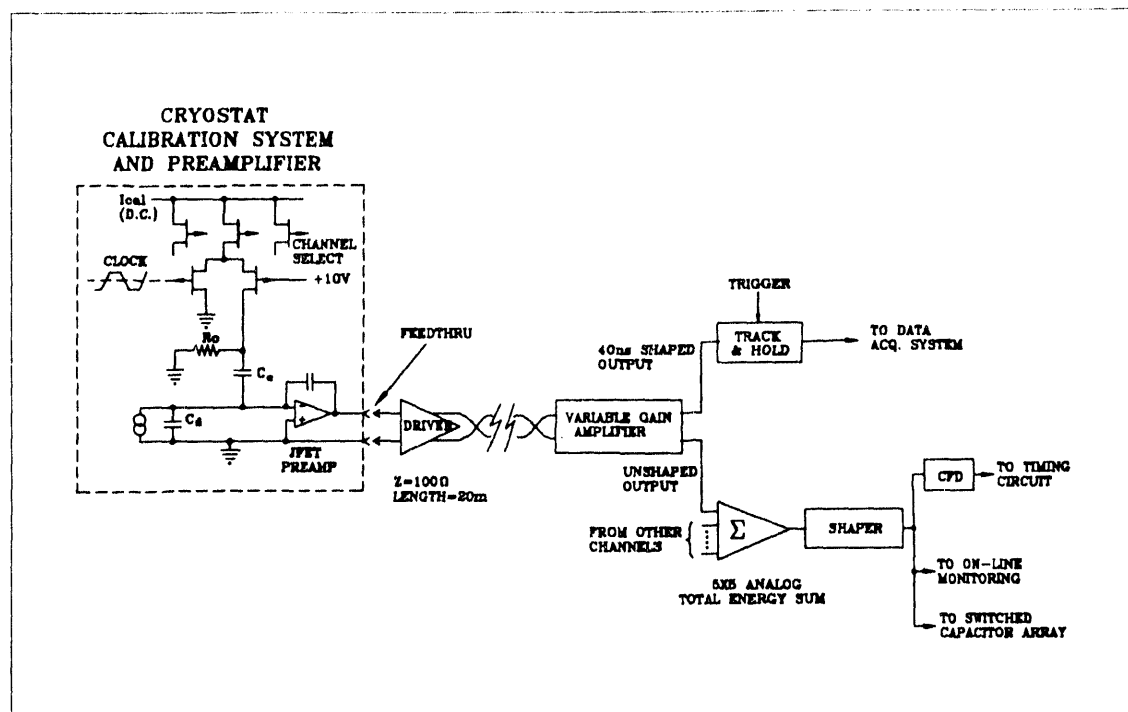 CRYOSTAT
CALIBRATION SYSTEM
AND PREAMPLIFIER
Ical
(D.C.)
CHANNEL
SELECT
CLOCK
+10V
Ro
Cc
Cd
- 
+
JFET
PREAMP
FEEDTHRU
DRIVER
Z=100Ω
LENGTH=20m
VARIABLE GAIN
AMPLIFIER
40ns SHAPED
OUTPUT
UNSHAPED
OUTPUT
TRIGGER
TRACK
& HOLD
TO DATA
ACQ. SYSTEM
FROM OTHER
CHANNELS
Σ
5X5 ANALOG
TOTAL ENERGY SUM
SHAPER
CFD
TO TIMING
CIRCUIT
TO ON-LINE
MONITORING
TO SWITCHED
CAPACITOR ARRAY